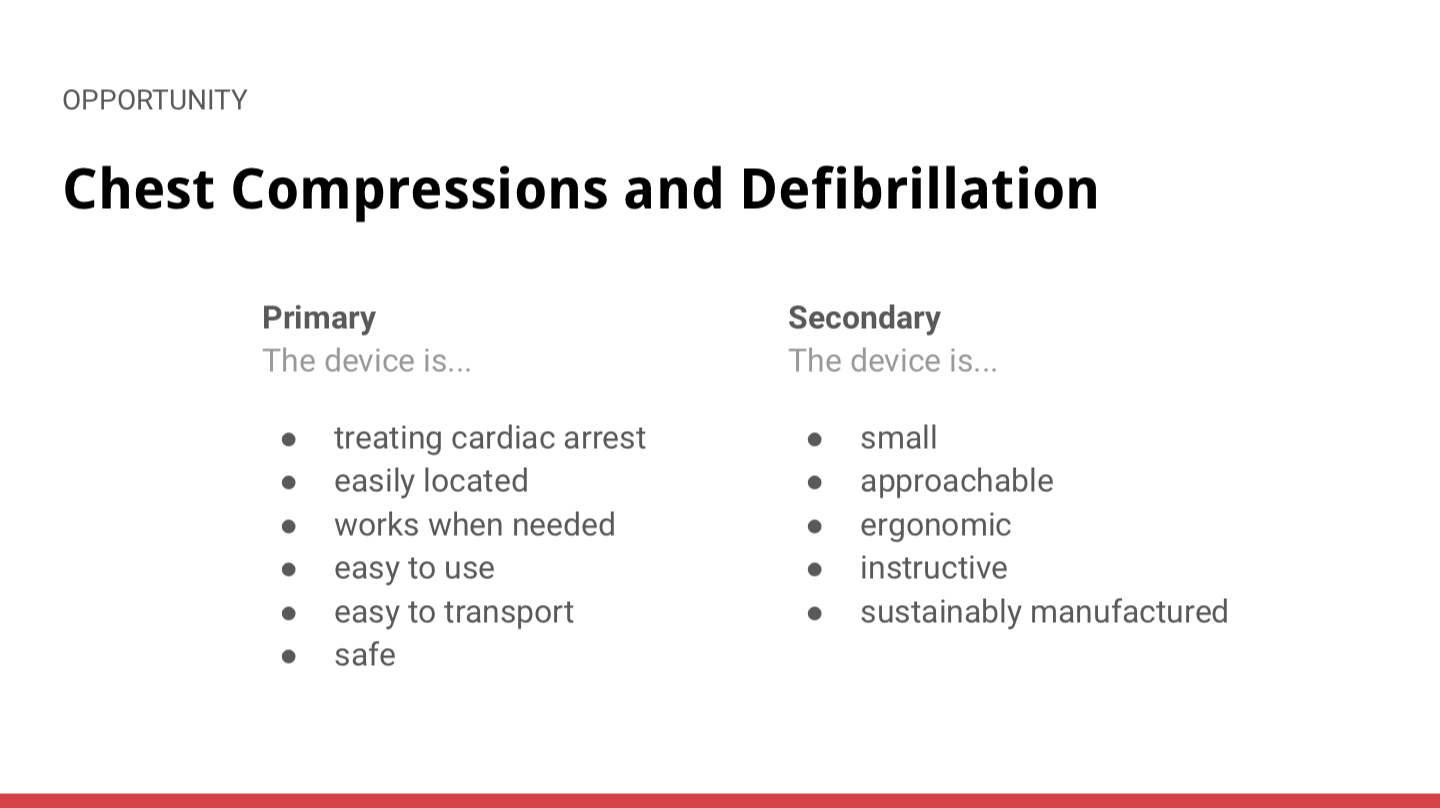 OPPORTUNITY
Chest Compressions and Defibrillation
Primary
The device is...
● treating cardiac arrest
● easily located
● works when needed
● easy to use
● easy to transport
● safe
Secondary
The device is...
● small
● approachable
● ergonomic
● instructive
● sustainably manufactured